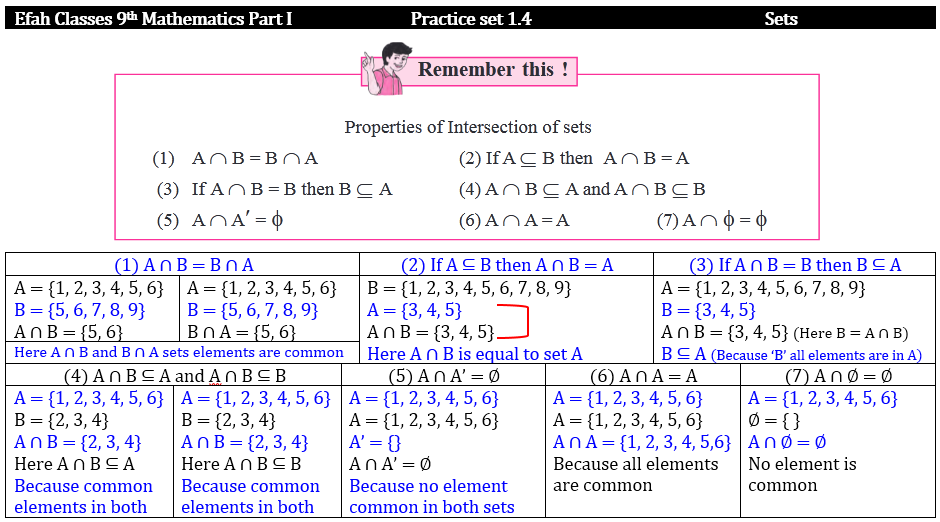 Efah Classes 9th Mathematics Part I Practice set 1.4 Sets
Remember this !
Properties of Intersection of sets
(1) A ∩ B = B ∩ A (2) If A ⊆ B then A ∩ B = A
(3) If A ∩ B = B then B ⊆ A (4) A ∩ B ⊆ A and A ∩ B ⊆ B
(5) A ∩ A′ = ϕ (6) A ∩ A = A (7) A ∩ ϕ = ϕ
(1) A ∩ B = B ∩ A
A = {1, 2, 3, 4, 5, 6}
B = {5, 6, 7, 8, 9}
A ∩ B = {5, 6}
A = {1, 2, 3, 4, 5, 6}
B = {5, 6, 7, 8, 9}
B ∩ A = {5, 6}
Here A ∩ B and B ∩ A sets elements are common
(2) If A ⊆ B then A ∩ B = A
B = {1, 2, 3, 4, 5, 6, 7, 8, 9}
A = {3, 4, 5}
A ∩ B = {3, 4, 5}
Here A ∩ B is equal to set A
(3) If A ∩ B = B then B ⊆ A
A = {1, 2, 3, 4, 5, 6, 7, 8, 9}
B = {3, 4, 5}
A ∩ B = {3, 4, 5} (Here B = A ∩ B)
B ⊆ A (Because ‘B’ all elements are in A)
(4) A ∩ B ⊆ A and A ∩ B ⊆ B
A = {1, 2, 3, 4, 5, 6}
B = {2, 3, 4}
A ∩ B = {2, 3, 4}
Here A ∩ B ⊆ A
Because common
elements in both
A = {1, 2, 3, 4, 5, 6}
B = {2, 3, 4}
A ∩ B = {2, 3, 4}
Here A ∩ B ⊆ B
Because common
elements in both
(5) A ∩ A’ = Ø
A = {1, 2, 3, 4, 5, 6}
A = {1, 2, 3, 4, 5, 6}
A’ = {}
A ∩ A’ = Ø
Because no element
common in both sets
(6) A ∩ A = A
A = {1, 2, 3, 4, 5, 6}
A = {1, 2, 3, 4, 5, 6}
A ∩ A = {1, 2, 3, 4, 5,6}
Because all elements
are common
(7) A ∩ Ø = Ø
A = {1, 2, 3, 4, 5, 6}
Ø = { }
A ∩ Ø = Ø
No element is
common